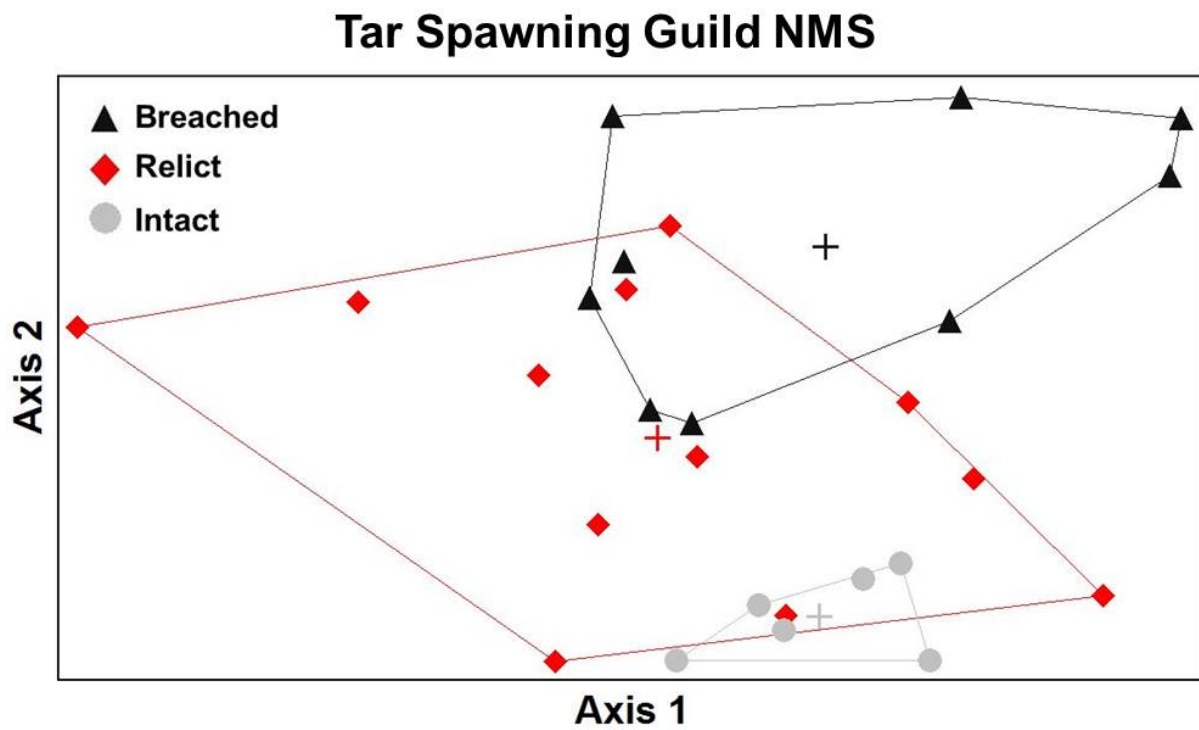 Tar Spawning Guild NMS
Breached
Relict
Intact
Axis 2
Axis 1